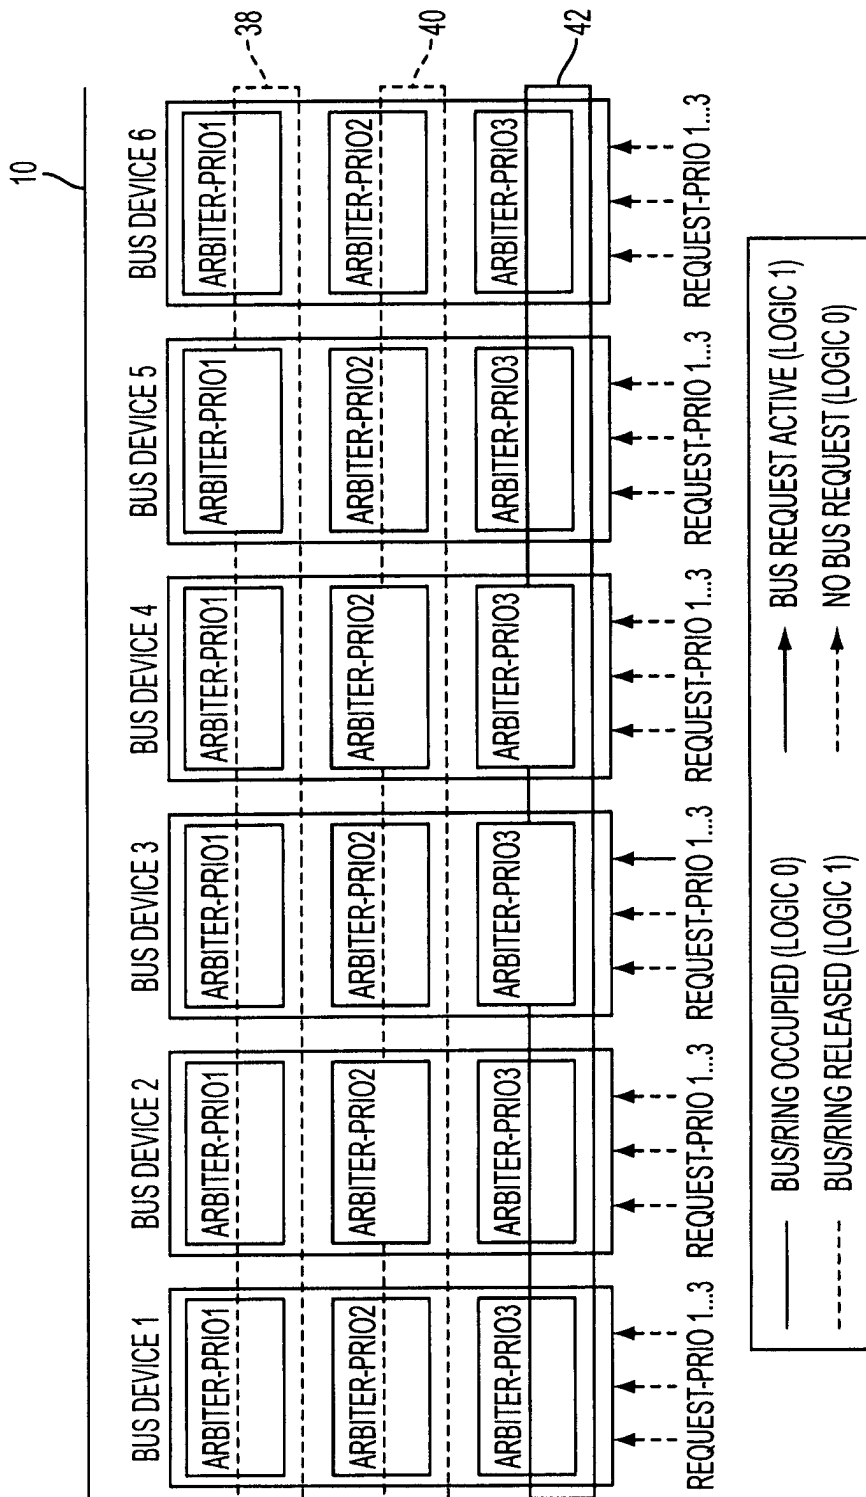 10
BUS DEVICE 1
BUS DEVICE 2
BUS DEVICE 3
BUS DEVICE 4
BUS DEVICE 5
BUS DEVICE 6
ARBITER-PRIO1
ARBITER-PRIO1
ARBITER-PRIO1
ARBITER-PRIO1
ARBITER-PRIO1
ARBITER-PRIO1
38
ARBITER-PRIO2
ARBITER-PRIO2
ARBITER-PRIO2
ARBITER-PRIO2
ARBITER-PRIO2
ARBITER-PRIO2
40
ARBITER-PRIO3
ARBITER-PRIO3
ARBITER-PRIO3
ARBITER-PRIO3
ARBITER-PRIO3
ARBITER-PRIO3
42
REQUEST-PRIO 1...3
REQUEST-PRIO 1...3
REQUEST-PRIO 1...3
REQUEST-PRIO 1...3
REQUEST-PRIO 1...3
REQUEST-PRIO 1...3
BUS/RING OCCUPIED (LOGIC 0)
BUS REQUEST ACTIVE (LOGIC 1)
BUS/RING RELEASED (LOGIC 1)
NO BUS REQUEST (LOGIC 0)